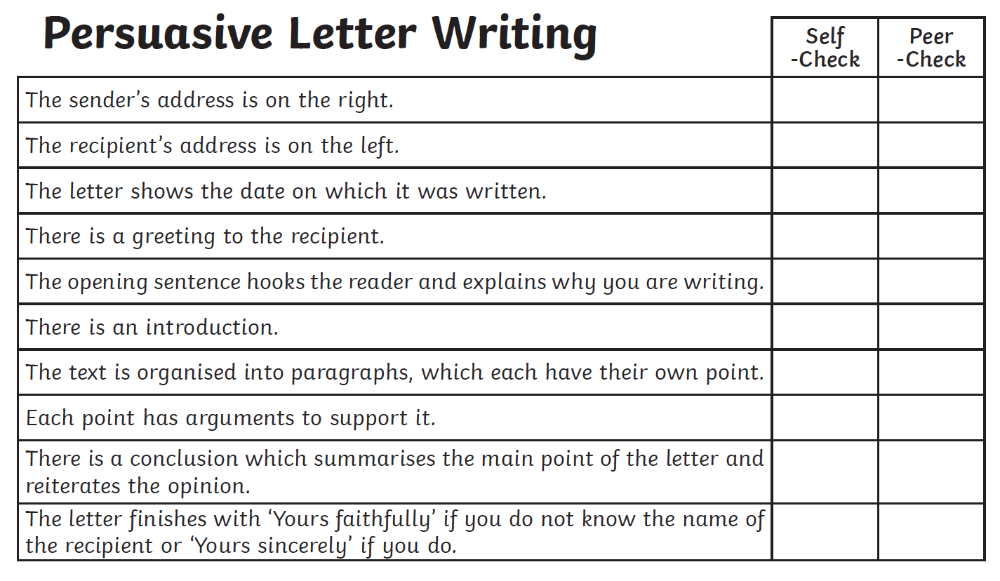 Persuasive Letter Writing
Self
-Check
Peer
-Check
The sender’s address is on the right.
The recipient’s address is on the left.
The letter shows the date on which it was written.
There is a greeting to the recipient.
The opening sentence hooks the reader and explains why you are writing.
There is an introduction.
The text is organised into paragraphs, which each have their own point.
Each point has arguments to support it.
There is a conclusion which summarises the main point of the letter and
reiterates the opinion.
The letter finishes with ‘Yours faithfully’ if you do not know the name of
the recipient or ‘Yours sincerely’ if you do.